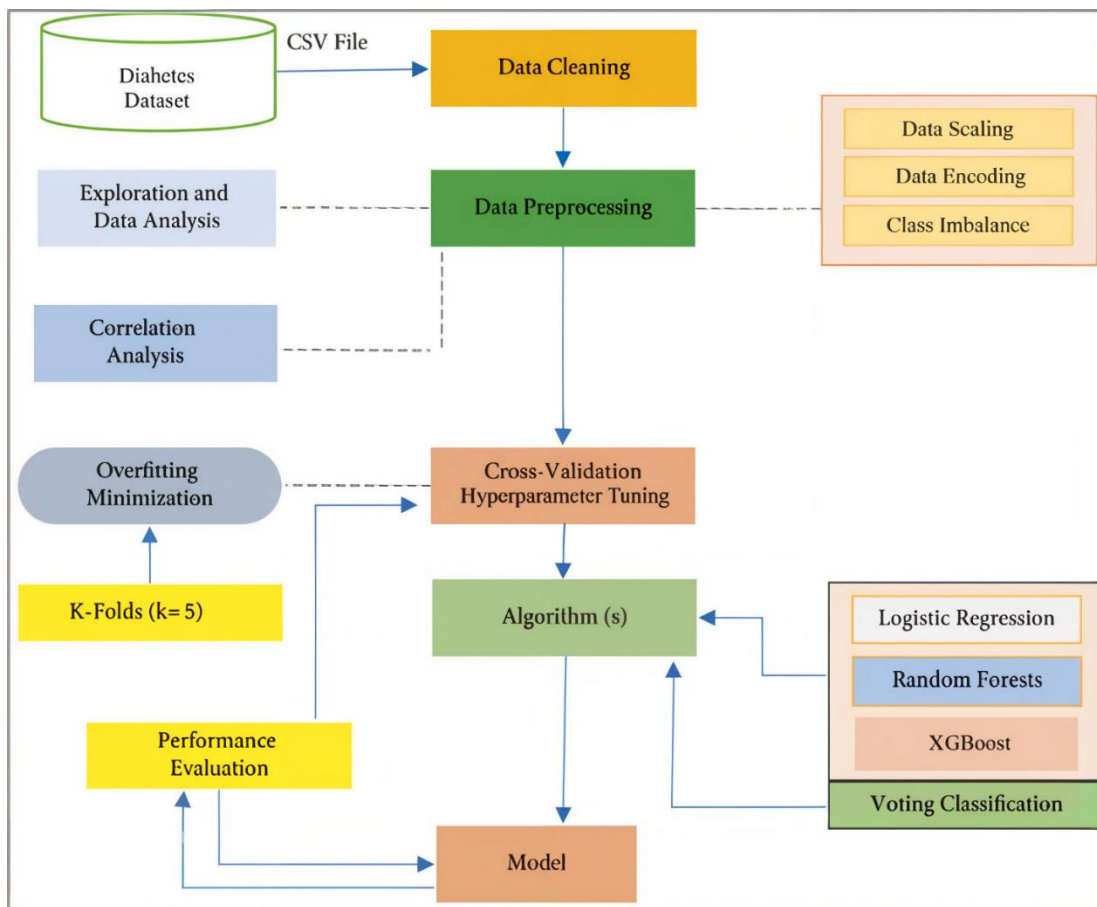 CSV File
Diahetes
Dataset
Data Cleaning
Data Scaling
Data Encoding
Class Imbalance
Exploration and
Data Analysis
Data Preprocessing
Correlation
Analysis
Overfitting
Minimization
Cross-Validation
Hyperparameter Tuning
K-Folds (k= 5)
Algorithm (s)
Logistic Regression
Random Forests
XGBoost
Voting Classification
Performance
Evaluation
Model